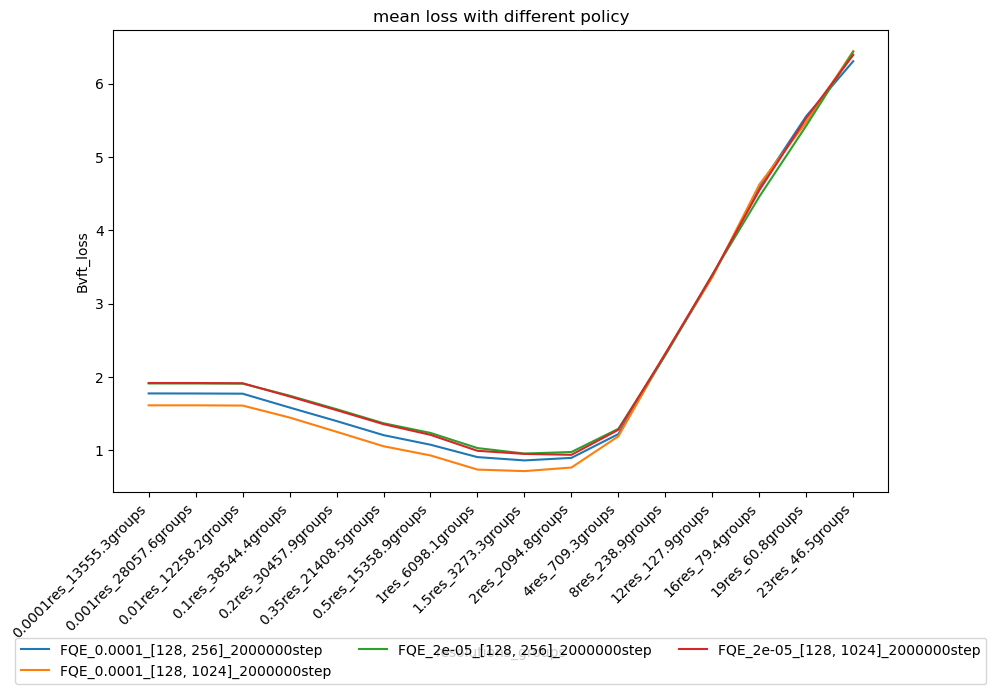 mean loss with different policy
6
5
4
3
2
1
Bvft_loss
0.0001res_13555.3groups
0.001res_28057.6groups
0.01res_12258.2groups
0.1res_38544.4groups
0.2res_30457.9groups
0.35res_21408.5groups
0.5res_15358.9groups
1res_6098.1groups
1.5res_3273.3groups
2res_2094.8groups
4res_709.3groups
8res_238.9groups
12res_127.9groups
16res_79.4groups
19res_60.8groups
23res_46.5groups
FQE_0.0001_[128, 256]_2000000step
FQE_0.0001_[128, 1024]_2000000step
FQE_2e-05_[128, 256]_2000000step
FQE_2e-05_[128, 1024]_2000000step